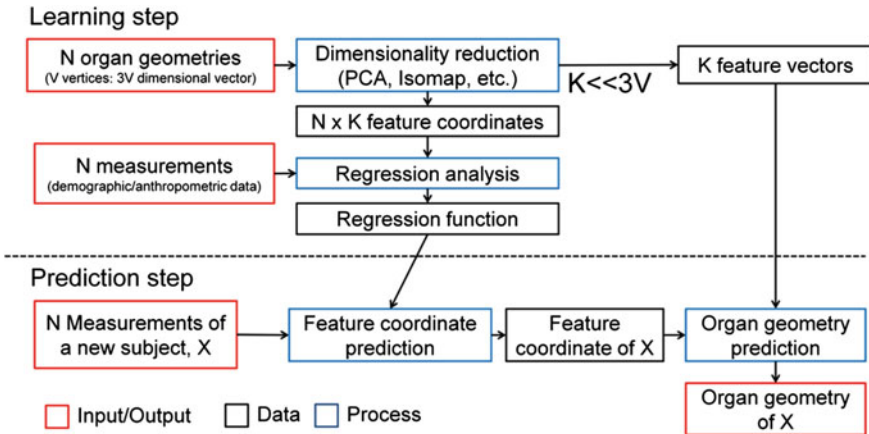 Learning step
N organ geometries
(V vertices: 3V dimensional vector)
Dimensionality reduction
(PCA, Isomap, etc.)
K<<3V
K feature vectors
N x K feature coordinates
N measurements
(demographic/anthropometric data)
Regression analysis
Regression function
Prediction step
N Measurements of
a new subject, X
Feature coordinate
prediction
Feature
coordinate of X
Organ geometry
prediction
Organ geometry
of X
Input/Output
Data
Process